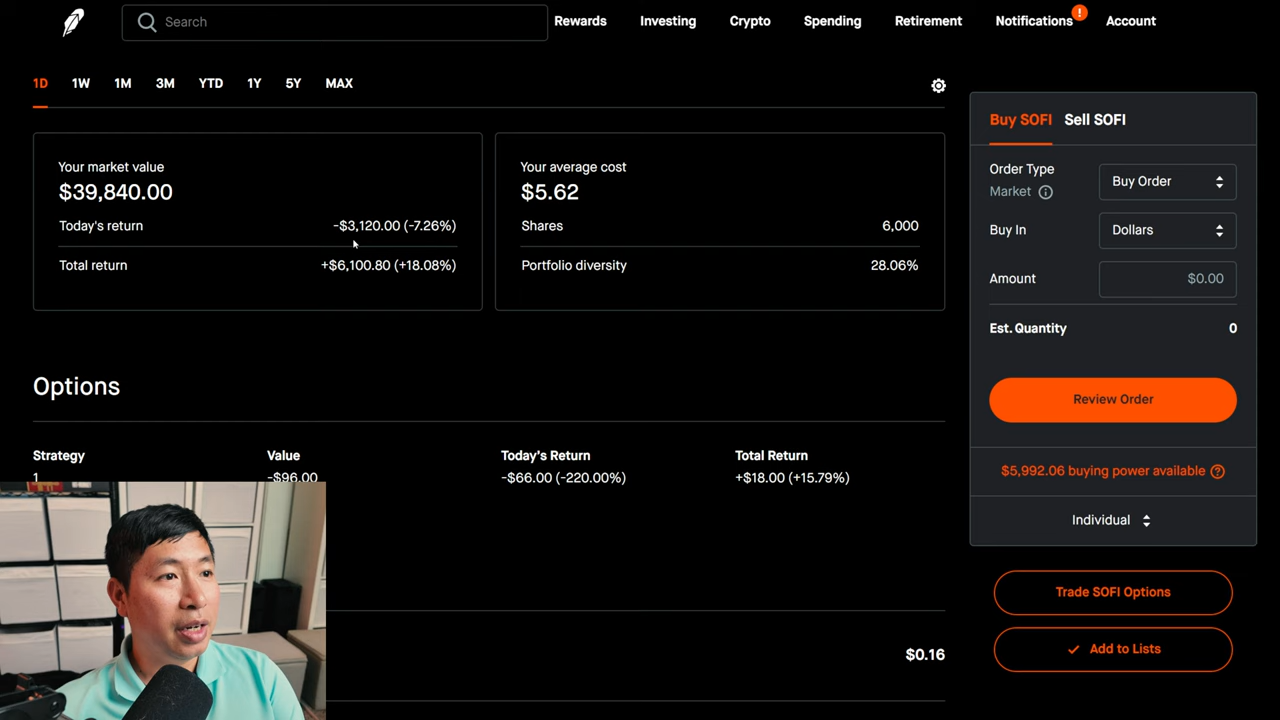 Search
Rewards Investing Crypto Spending Retirement Notifications ! Account
1D 1W 1M 3M YTD 1Y 5Y MAX
Buy SOFI Sell SOFI
Your market value
$39,840.00
Today's return -$3,120.00 (-7.26%)
Total return +$6,100.80 (+18.08%)
Your average cost
$5.62
Shares 6,000
Portfolio diversity 28.06%
Order Type
Market
Buy Order
Buy In Dollars
Amount $0.00
Est. Quantity 0
Review Order
$5,992.06 buying power available
Individual
Trade SOFI Options
Add to Lists
Options
Strategy Value Today's Return Total Return
1 -$96.00 -$66.00 (-220.00%) +$18.00 (+15.79%)
$0.16